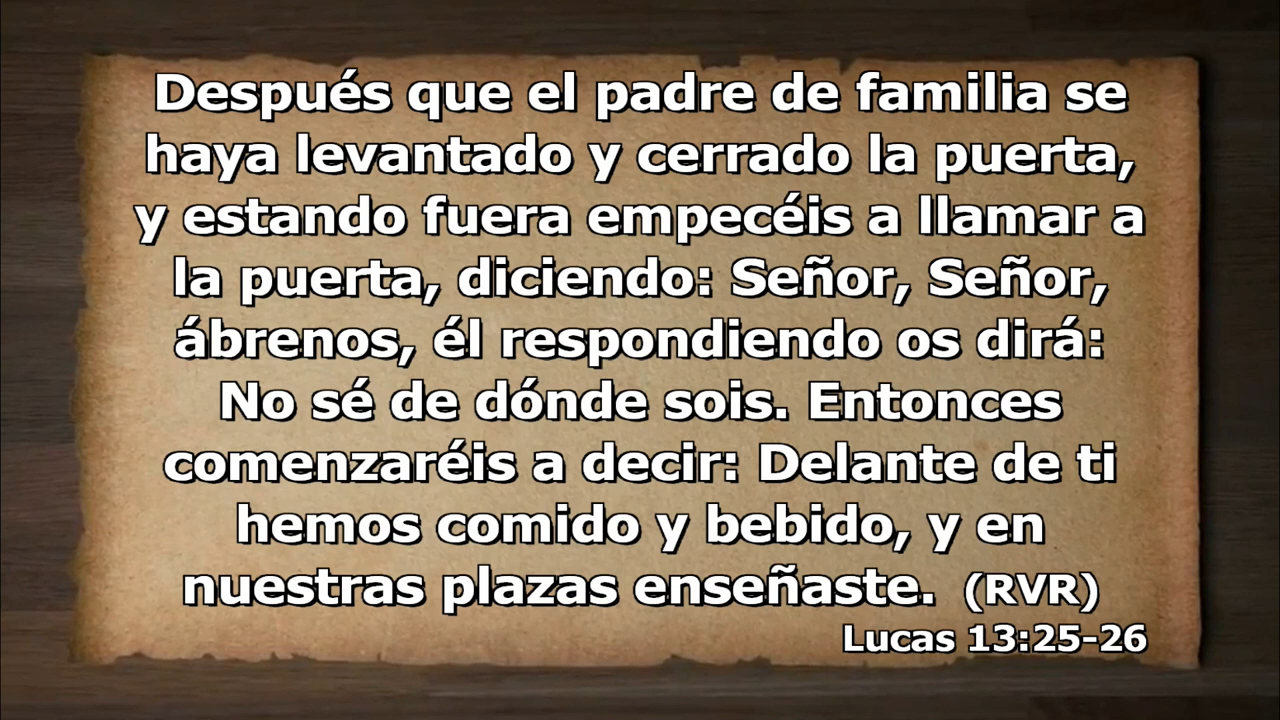 Después que el padre de familia se
haya levantado y cerrado la puerta,
y estando fuera empecéis a llamar a
la puerta, diciendo: Señor, Señor,
ábrenos, él respondiendo os dirá:
No sé de dónde sois. Entonces
comenzaréis a decir: Delante de ti
hemos comido y bebido, y en
nuestras plazas enseñaste. (RVR)
Lucas 13:25-26